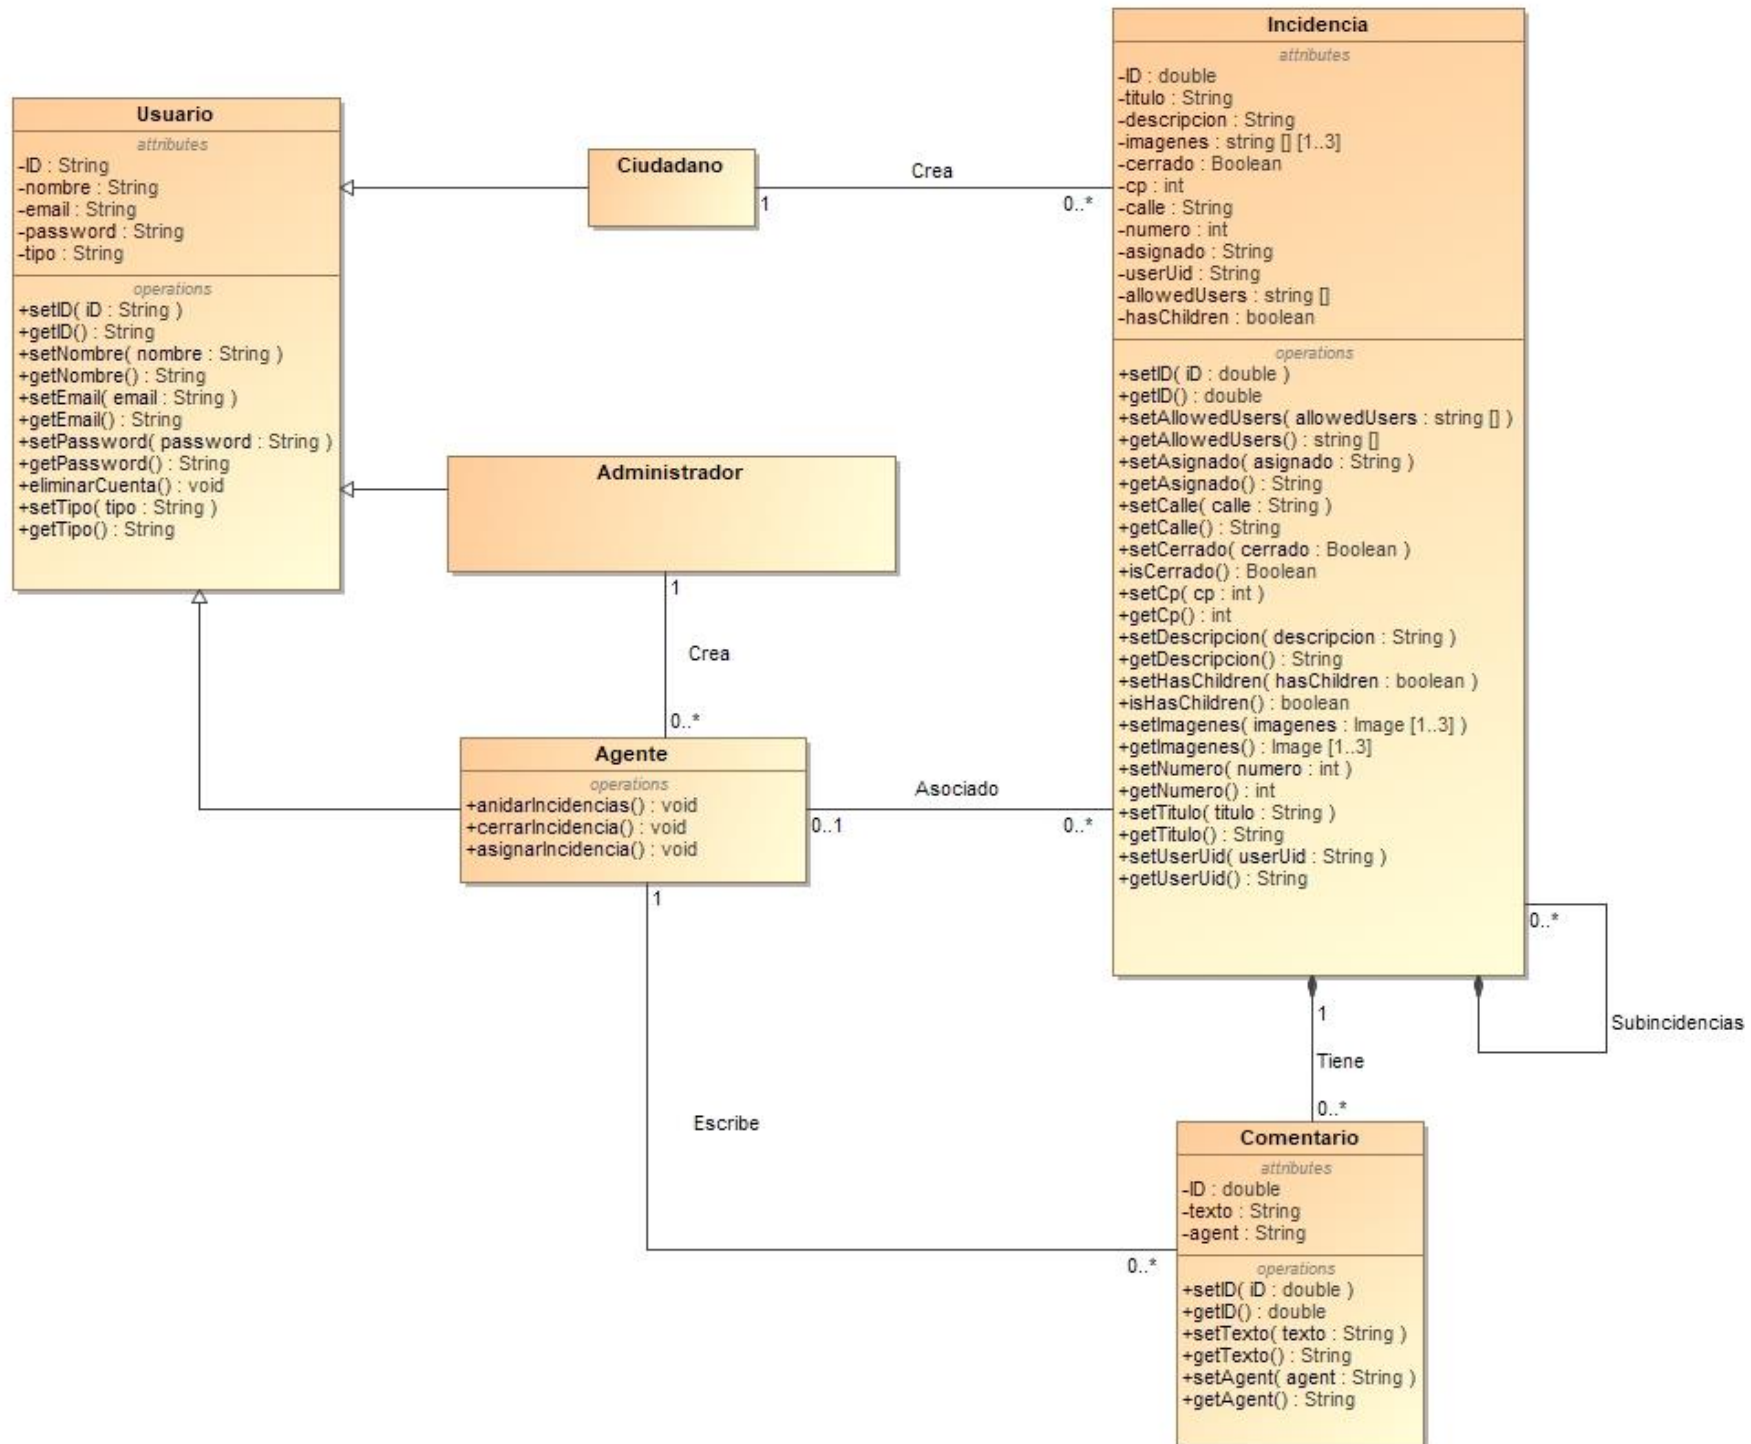 Usuario
attributes
-ID : String
-nombre : String
-email : String
-password : String
-tipo : String
operations
+setID( iD : String )
+getID() : String
+setNombre( nombre : String )
+getNombre() : String
+setEmail( email : String )
+getEmail() : String
+setPassword( password : String )
+getPassword() : String
+eliminarCuenta() : void
+setTipo( tipo : String )
+getTipo() : String
Ciudadano
1
Crea
0..*
Administrador
1
Crea
0..*
Agente
operations
+anidarIncidencias() : void
+cerrarIncidencia() : void
+asignarIncidencia() : void
0..1
Asociado
0..*
1
Escribe
0..*
Incidencia
attributes
-ID : double
-titulo : String
-descripcion : String
-imagenes : string [] [1..3]
-cerrado : Boolean
-cp : int
-calle : String
-numero : int
-asignado : String
-userUid : String
-allowedUsers : string []
-hasChildren : boolean
operations
+setID( iD : double )
+getID() : double
+setAllowedUsers( allowedUsers : string [] )
+getAllowedUsers() : string []
+setAsignado( asignado : String )
+getAsignado() : String
+setCalle( calle : String )
+getCalle() : String
+setCerrado( cerrado : Boolean )
+isCerrado() : Boolean
+setCp( cp : int )
+getCp() : int
+setDescripcion( descripcion : String )
+getDescripcion() : String
+setHasChildren( hasChildren : boolean )
+isHasChildren() : boolean
+setImagenes( imagenes : Image [1..3] )
+getImagenes() : Image [1..3]
+setNumero( numero : int )
+getNumero() : int
+setTitulo( titulo : String )
+getTitulo() : String
+setUserUid( userUid : String )
+getUserUid() : String
0..*
Subincidencias
1
Tiene
0..*
Comentario
attributes
-ID : double
-texto : String
-agent : String
operations
+setID( iD : double )
+getID() : double
+setTexto( texto : String )
+getTexto() : String
+setAgent( agent : String )
+getAgent() : String